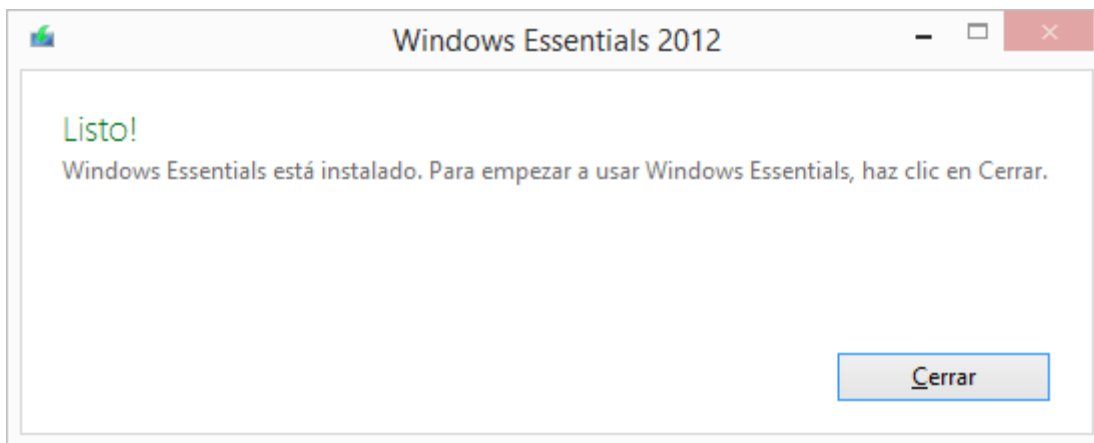 Windows Essentials 2012
Listo!
Windows Essentials está instalado. Para empezar a usar Windows Essentials, haz clic en Cerrar.
Cerrar